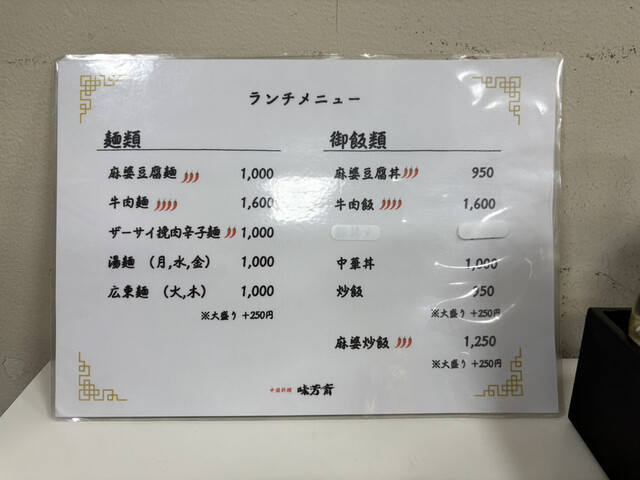 ランチメニュー
麺類
麻婆豆腐麺 1,000
牛肉麺 1,600
ザーサイ挽肉辛子麺 1,000
湯麺 (月,水,金) 1,000
広東麺 (火,木) 1,000
※大盛り +250円
御飯類
麻婆豆腐丼 950
牛肉飯 1,600
中華丼 1,000
炒飯 950
※大盛り +250円
麻婆炒飯 1,250
※大盛り +250円
中国料理 味芳斎